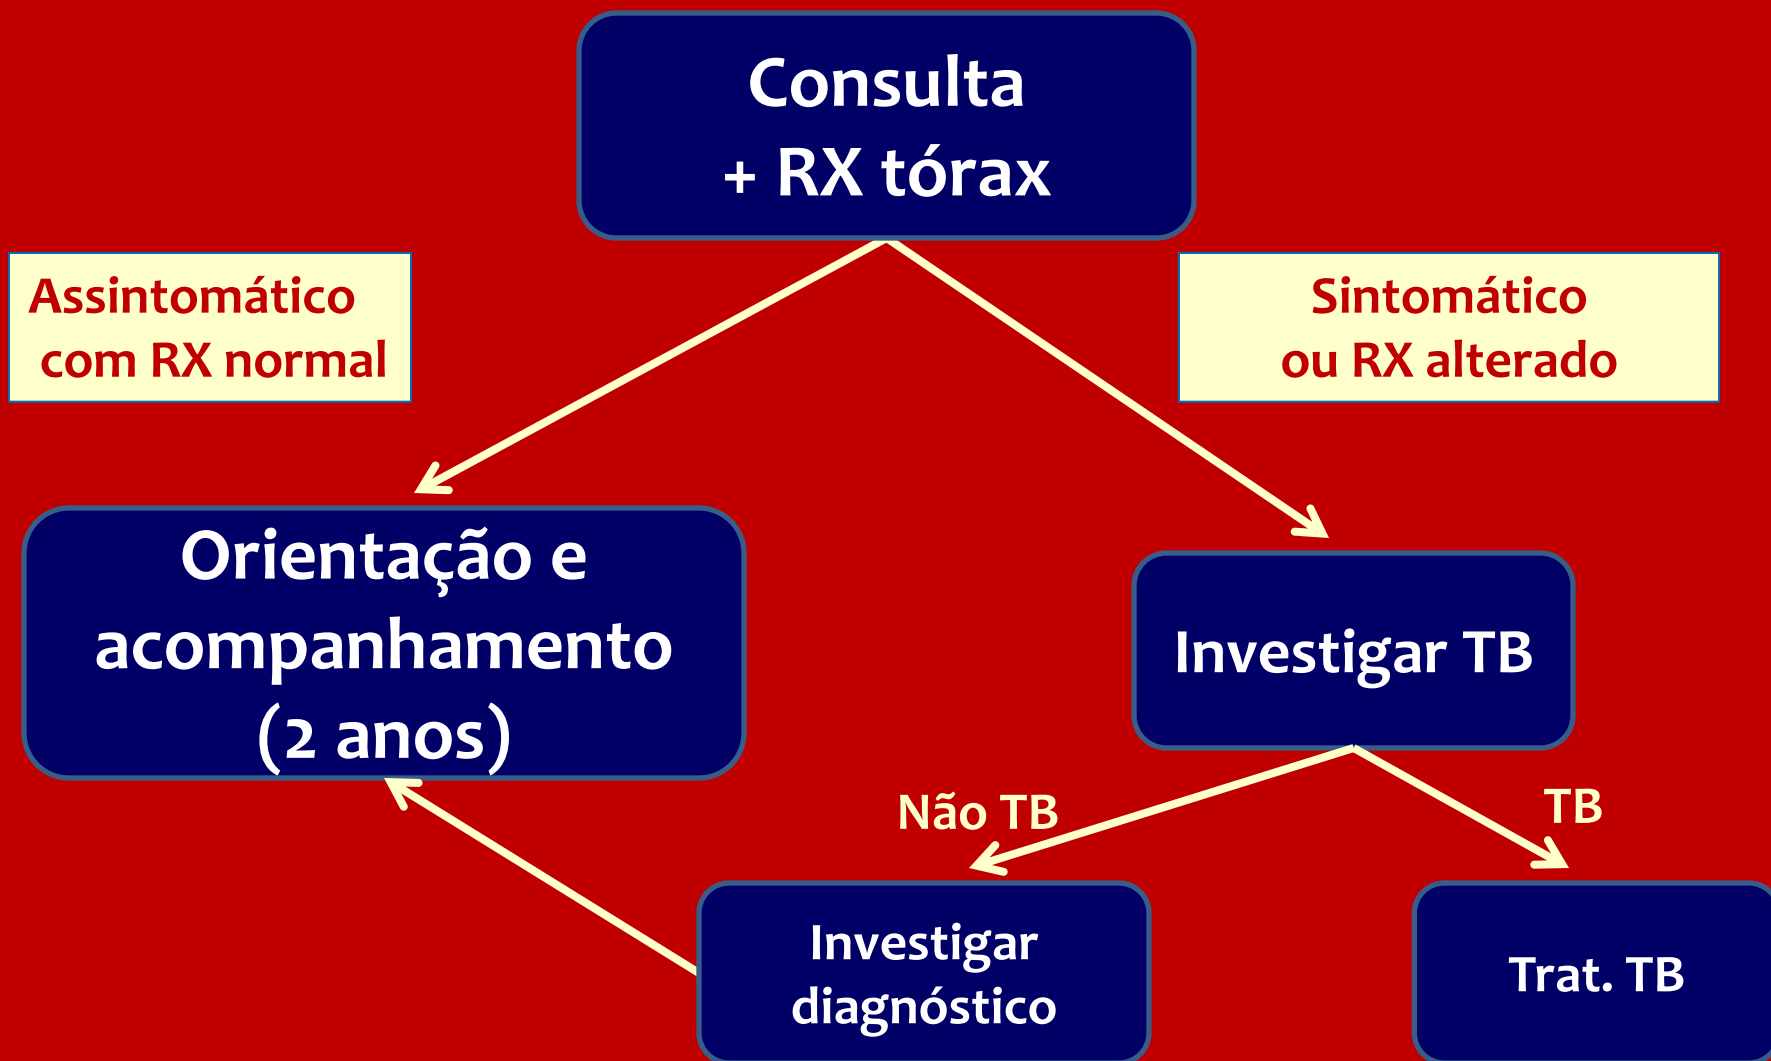 Consulta
+ RX tórax
Assintomático
com RX normal
Sintomático
ou RX alterado
Orientação e
acompanhamento
(2 anos)
Investigar TB
Não TB
TB
Investigar
diagnóstico
Trat. TB